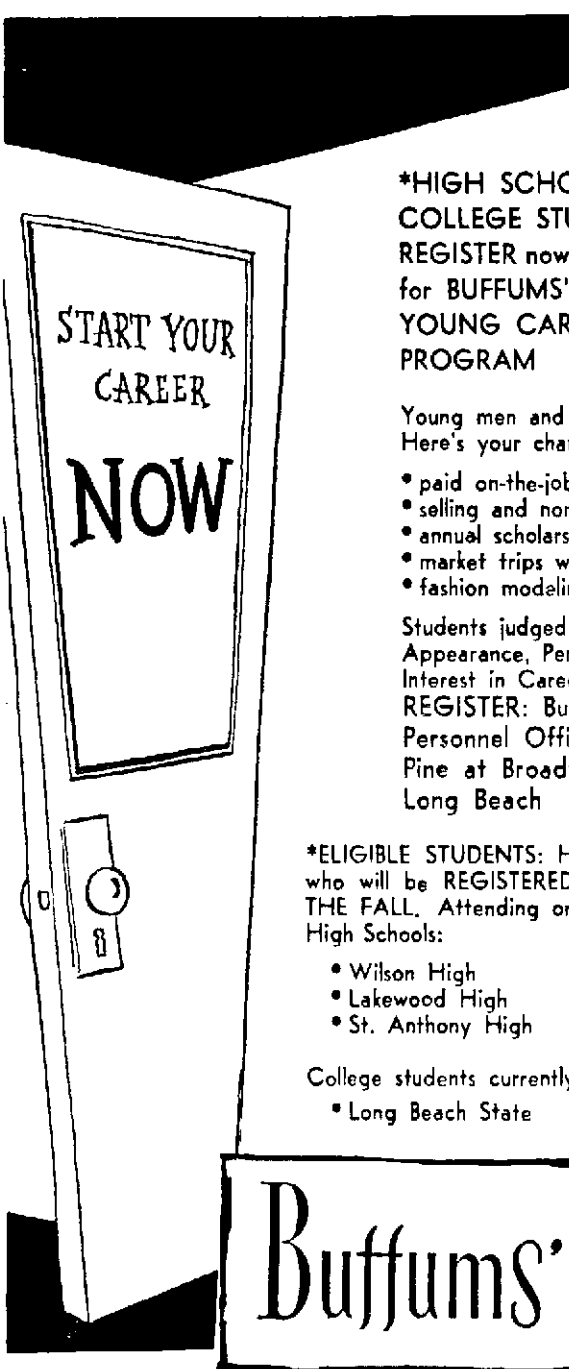 START YOUR
CAREER
NOW
*HIGH SCHO
COLLEGE STU
REGISTER now
for BUFFUMS'
YOUNG CAR
PROGRAM
Young men and
Here's your cha
• paid on-the-job
• selling and nor
• annual scholars
• market trips w
• fashion modelin
Students judged
Appearance, Per
Interest in Caree
REGISTER: Bu
Personnel Offi
Pine at Broad
Long Beach
*ELIGIBLE STUDENTS: H
who will be REGISTERED
THE FALL. Attending or
High Schools:
• Wilson High
• Lakewood High
• St. Anthony High
College students currently
• Long Beach State
Buffums'